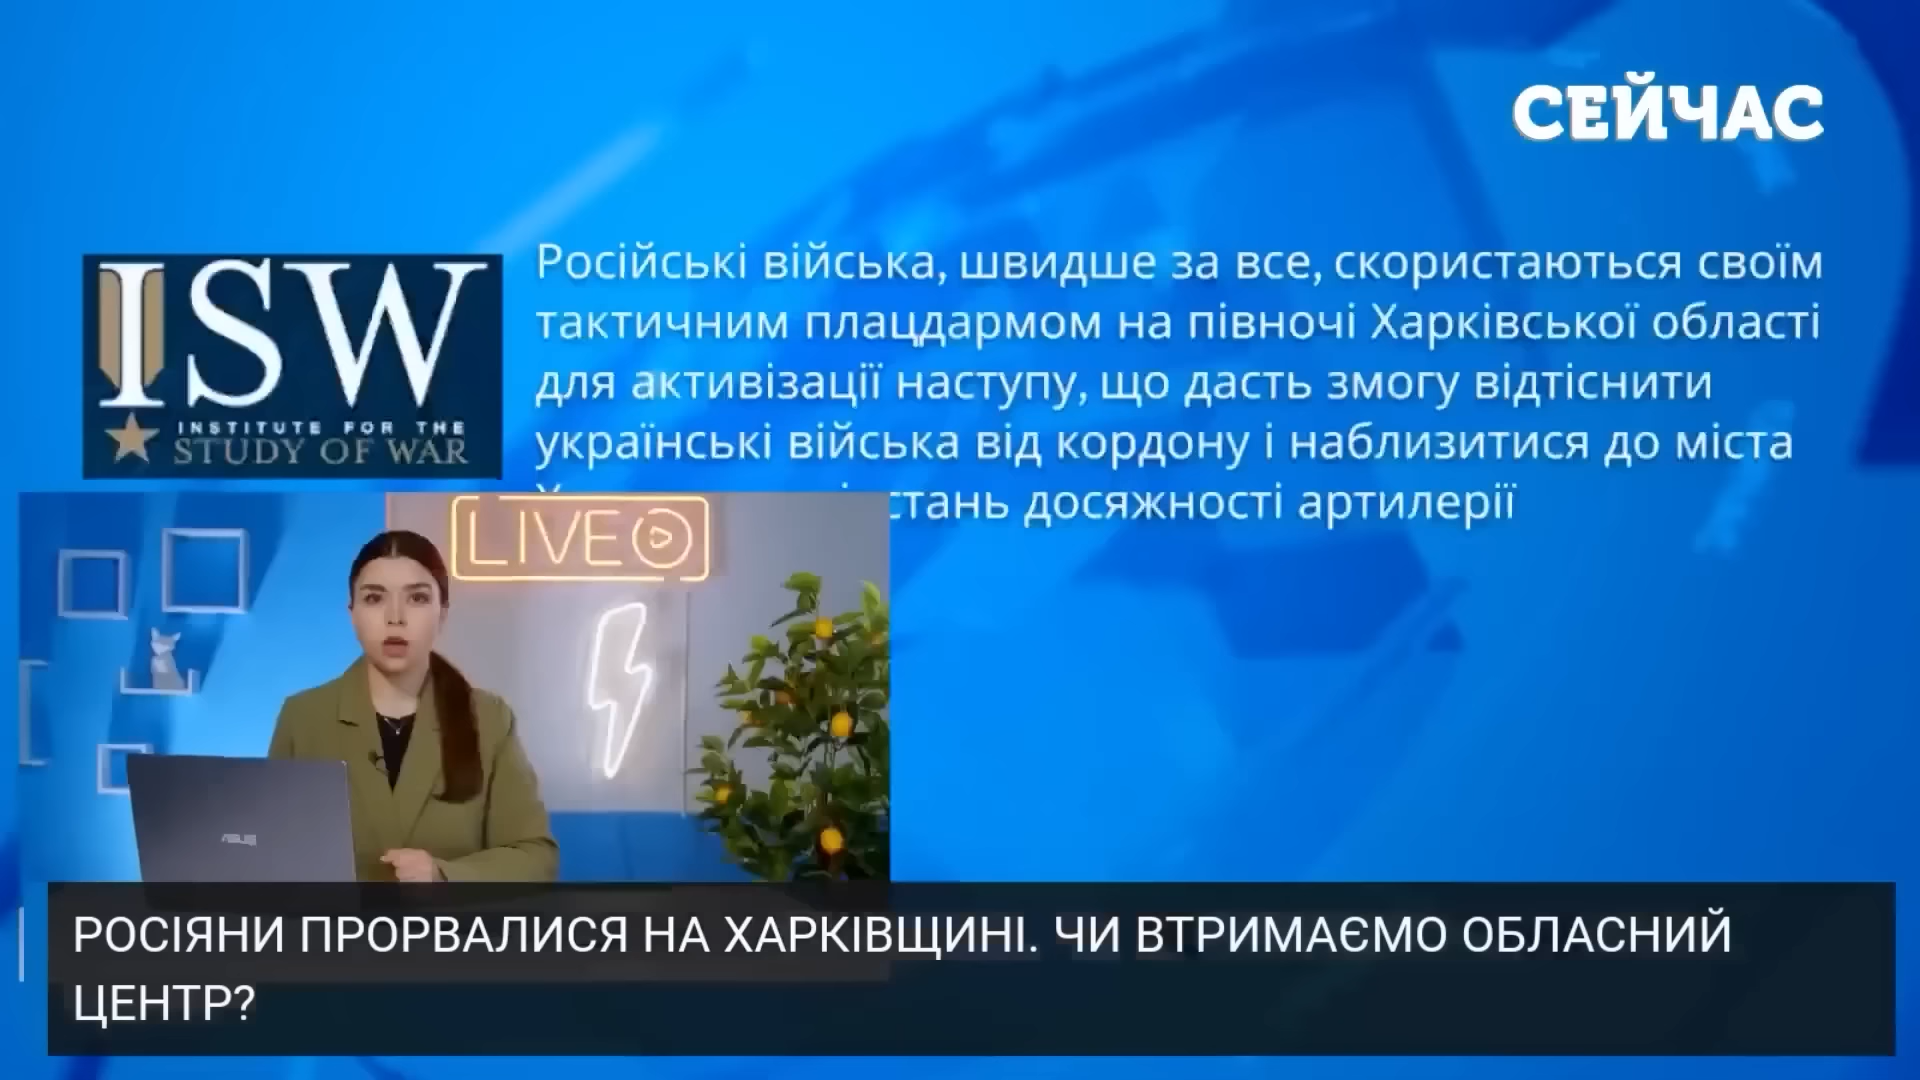 СЕЙЧАС
ISW
INSTITUTE FOR THE
STUDY OF WAR
Російські війська, швидше за все, скористаються своїм
тактичним плацдармом на півночі Харківської області
для активізації наступу, що дасть змогу відтіснити
українські війська від кордону і наблизитися до міста
досяжності артилерії
LIVE
ASUS
РОСІЯНИ ПРОРВАЛИСЯ НА ХАРКІВЩИНІ. ЧИ ВТРИМАЄМО ОБЛАСНИЙ
ЦЕНТР?